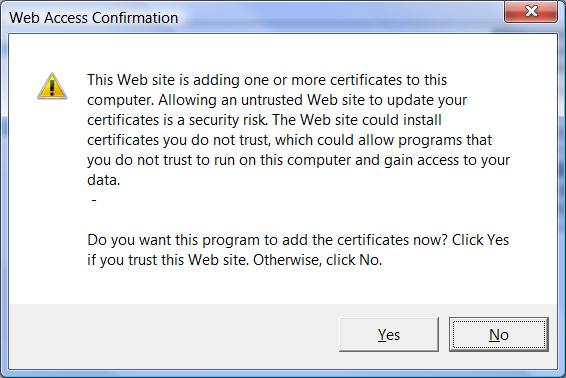 Web Access Confirmation
This Web site is adding one or more certificates to this
computer. Allowing an untrusted Web site to update your
certificates is a security risk. The Web site could install
certificates you do not trust, which could allow programs that
you do not trust to run on this computer and gain access to your
data.
-
Do you want this program to add the certificates now? Click Yes
if you trust this Web site. Otherwise, click No.
Yes
No